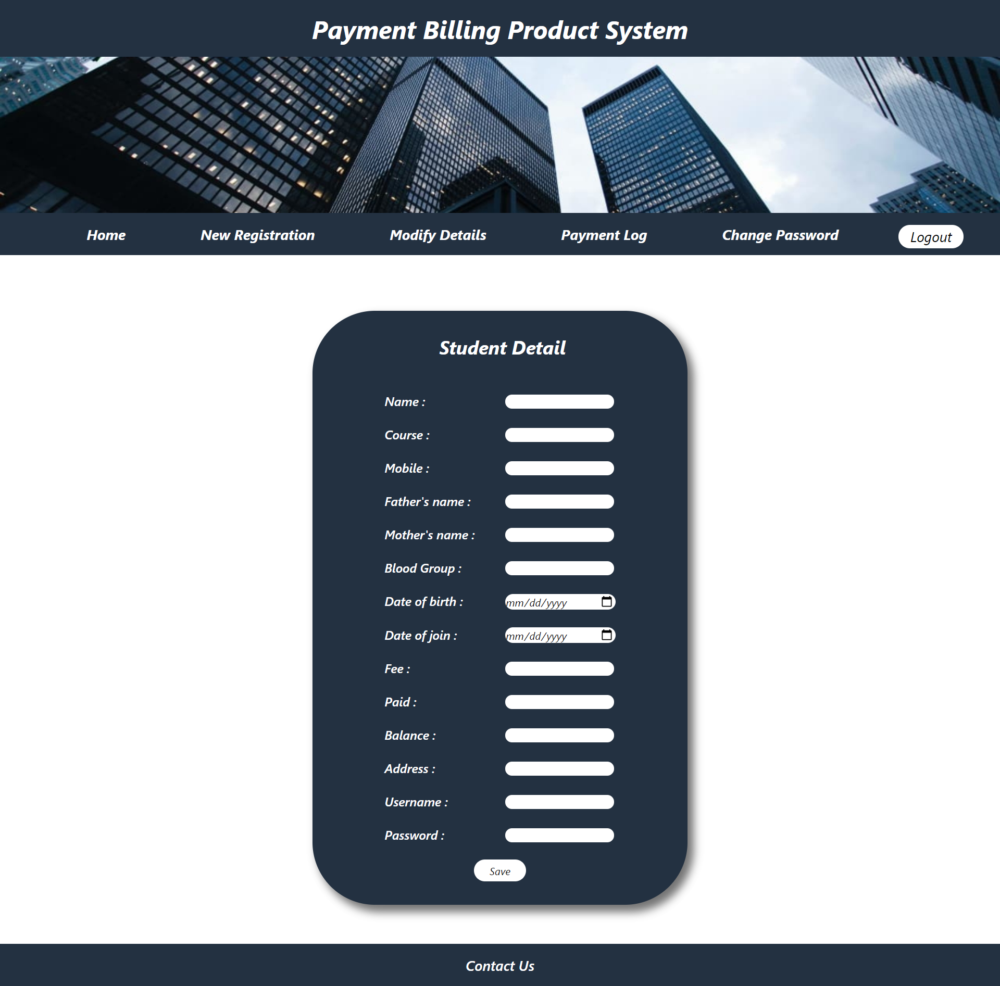 Payment Billing Product System
Home New Registration Modify Details Payment Log Change Password Logout
Student Detail
Name :
Course :
Mobile :
Father's name :
Mother's name :
Blood Group :
Date of birth : mm/dd/yyyy
Date of join : mm/dd/yyyy
Fee :
Paid :
Balance :
Address :
Username :
Password :
Save
Contact Us